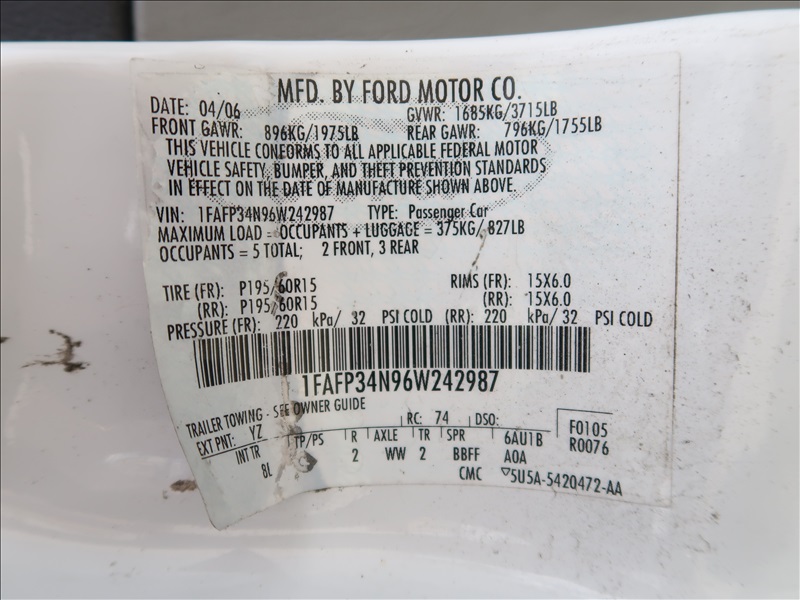 MFD. BY FORD MOTOR CO.
DATE: 04/06 GVWR: 1685KG/3715LB
FRONT GAWR: 896KG/1975LB REAR GAWR: 796KG/1755LB
THIS VEHICLE CONFORMS TO ALL APPLICABLE FEDERAL MOTOR
VEHICLE SAFETY, BUMPER, AND THEFT PREVENTION STANDARDS
IN EFFECT ON THE DATE OF MANUFACTURE SHOWN ABOVE.
VIN: 1FAFP34N96W242987 TYPE: Passenger Car
MAXIMUM LOAD = OCCUPANTS + LUGGAGE = 375KG/ 827LB
OCCUPANTS = 5 TOTAL; 2 FRONT, 3 REAR
TIRE (FR): P195/60R15 RIMS (FR): 15X6.0
(RR): P195/60R15 (RR): 15X6.0
PRESSURE (FR): 220 kPa/ 32 PSI COLD (RR): 220 kPa/ 32 PSI COLD
1FAFP34N96W242987
TRAILER TOWING - SEE OWNER GUIDE
EXT PNT: YZ RC: 74 DSO: F0105
INT TR TP/PS R AXLE TR SPR 6AU1B R0076
8L 2 WW 2 BBFF AOA
CMC ▽5U5A-5420472-AA